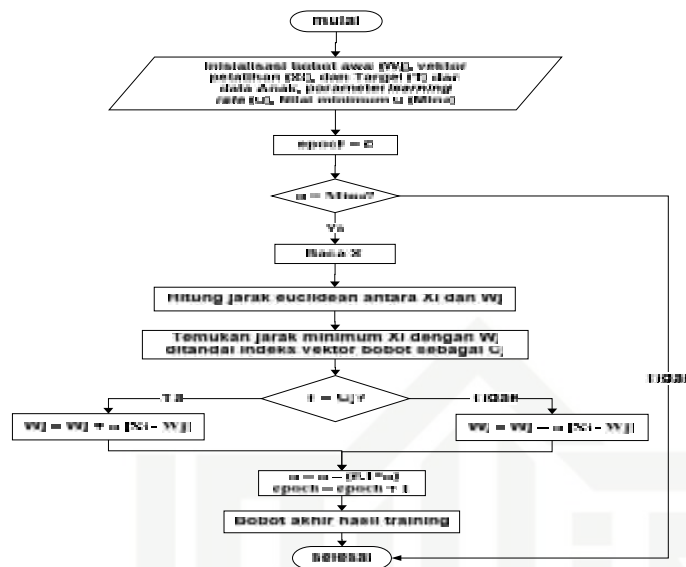 mulai
Inisialisasi bobot awal (Wj), vektor
pelatihan (Xi), dan Target (T) dari
data Anak, parameter learning
rate (α), Nilai minimum α (Minα)
epoch = 0
Minα?
Ya
Baca X
Hitung jarak euclidean antara Xi dan Wj
Temukan jarak minimum Xi dengan Wj
ditandai indeks vektor bobot sebagai Cj
Tidak
T = Cj?
Ya
Tidak
Wj = Wj + α [Xi - Wj]
Wj = Wj - α [Xi - Wj]
α = α - (0.1*α)
epoch = epoch + 1
Bobot akhir hasil training
selesai